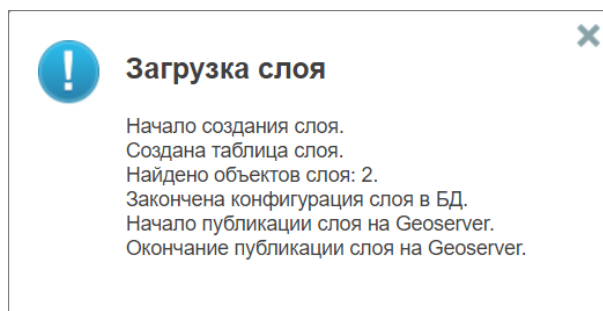 Загрузка слоя
Начало создания слоя.
Создана таблица слоя.
Найдено объектов слоя: 2.
Закончена конфигурация слоя в БД.
Начало публикации слоя на Geoserver.
Окончание публикации слоя на Geoserver.